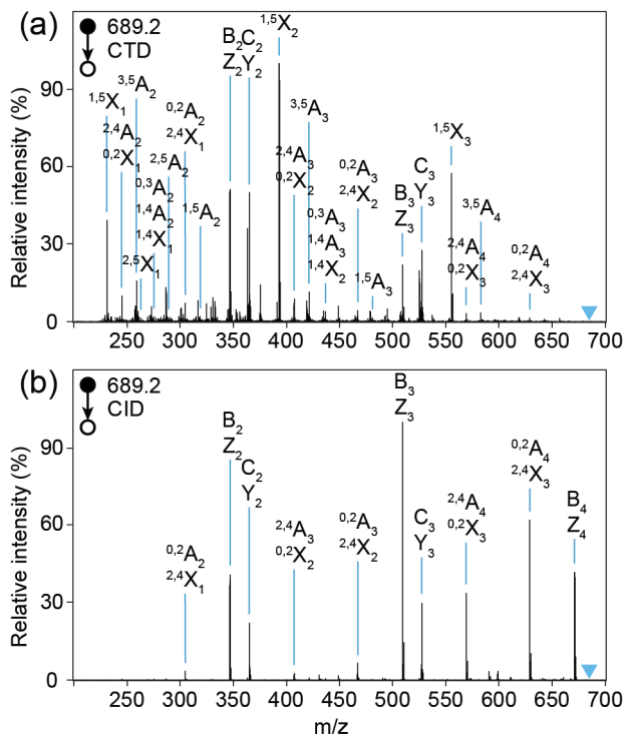 (a)
689.2
CTD
Relative intensity (%)
90
60
30
0
1,5X1
2,4A2
0,2X1
3,5A2
0,3A2
1,4A2
1,4X1
2,5X1
2,5A2
0,2A2
2,4X1
1,5A2
B2
Z2
C2
Y2
1,5X2
3,5A3
2,4A3
0,2X2
0,3A3
1,4A3
1,4X2
0,2A3
2,4X2
1,5A3
B3
Z3
C3
Y3
1,5X3
3,5A4
2,4A4
0,2X3
0,2A4
2,4X3
250 300 350 400 450 500 550 600 650 700
(b)
689.2
CID
Relative intensity (%)
90
60
30
0
0,2A2
2,4X1
B2
Z2
C2
Y2
2,4A3
0,2X2
0,2A3
2,4X2
B3
Z3
C3
Y3
2,4A4
0,2X3
0,2A4
2,4X3
B4
Z4
250 300 350 400 450 500 550 600 650 700
m/z